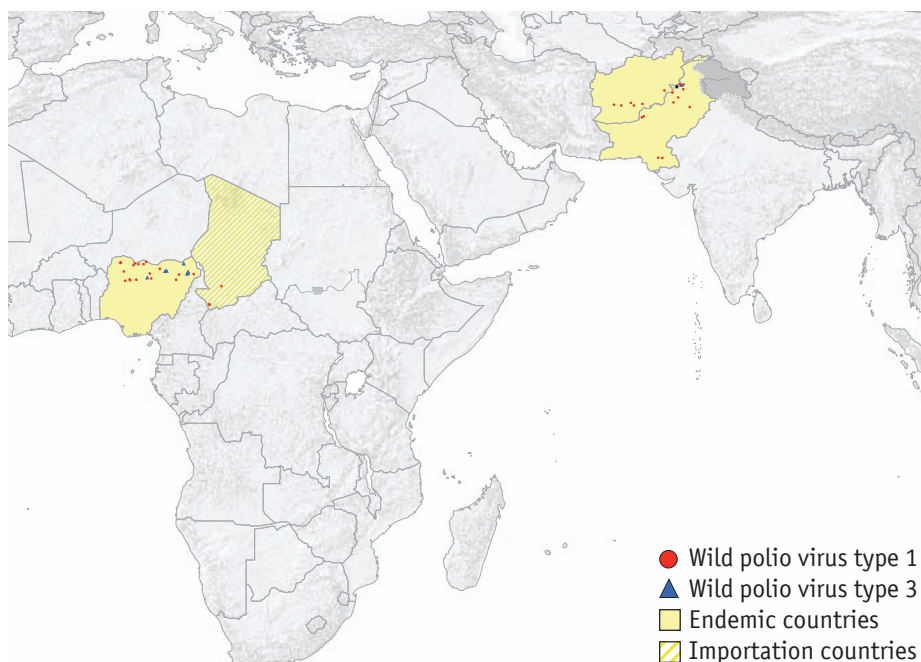 Wild polio virus type 1
Wild polio virus type 3
Endemic countries
Importation countries